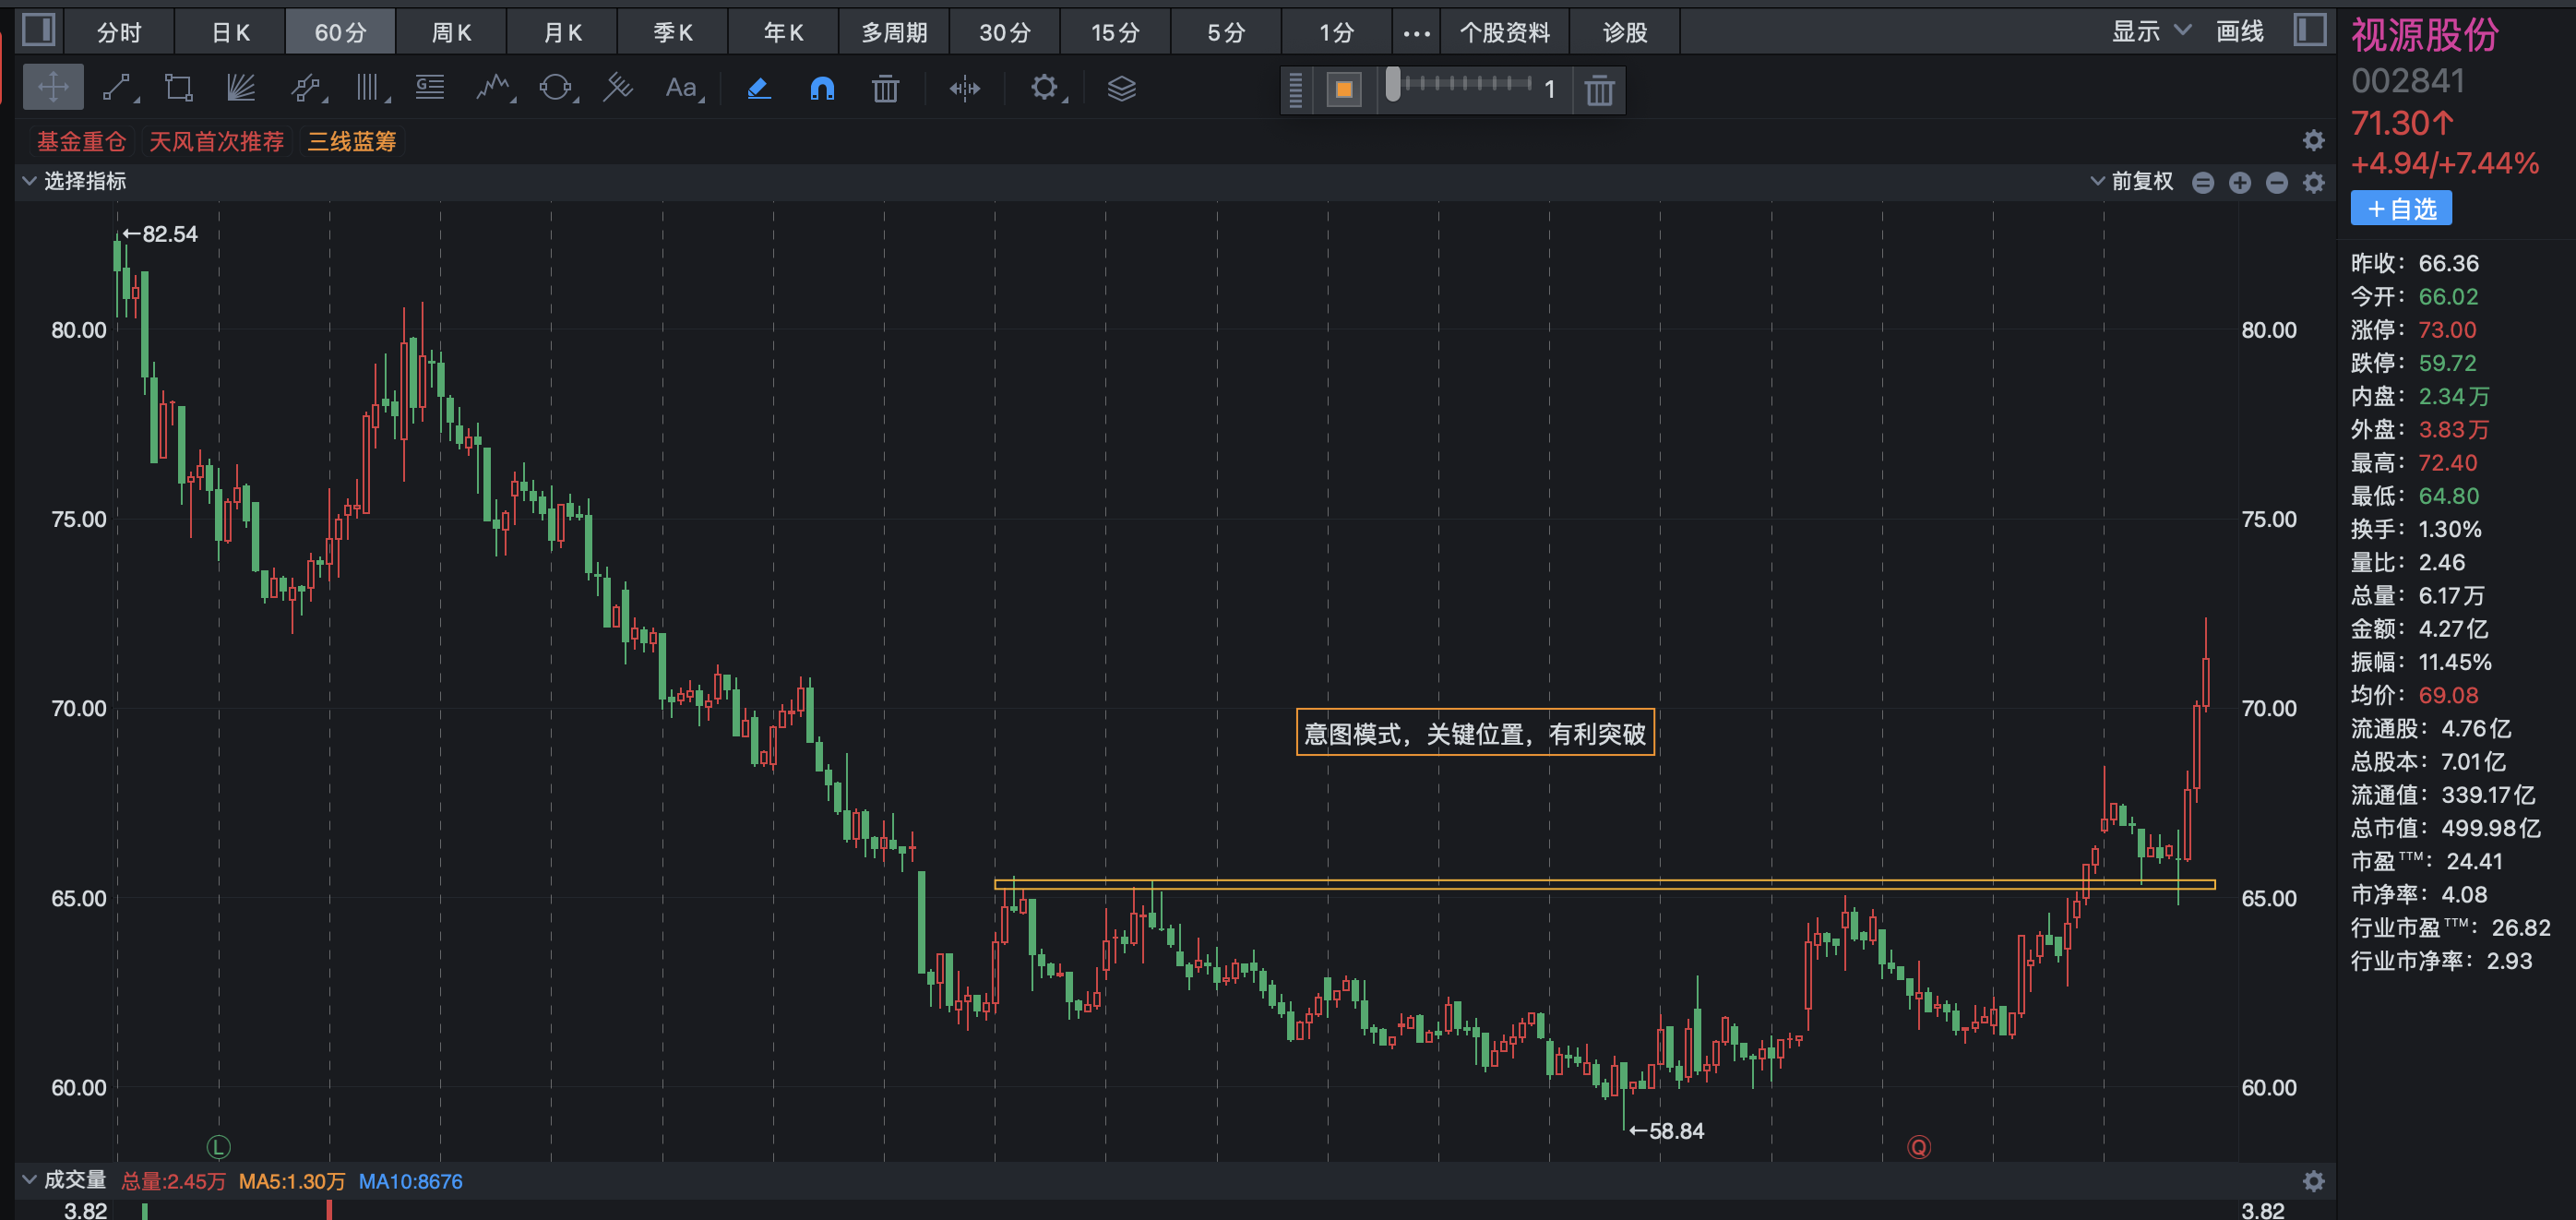 分时 日K 60分 周K 月K 季K 年K 多周期 30分 15分 5分 1分 ... 个股资料 诊股 显示 画线
G Aa 1
基金重仓 天风首次推荐 三线蓝筹
选择指标 前复权
←82.54
80.00 80.00
75.00 75.00
70.00 70.00
意图模式，关键位置，有利突破
65.00 65.00
60.00 60.00
←58.84
L Q
成交量 总量:2.45万 MA5:1.30万 MA10:8676
3.82 3.82
视源股份
002841
71.30↑
+4.94/+7.44%
＋自选
昨收：66.36
今开：66.02
涨停：73.00
跌停：59.72
内盘：2.34万
外盘：3.83万
最高：72.40
最低：64.80
换手：1.30%
量比：2.46
总量：6.17万
金额：4.27亿
振幅：11.45%
均价：69.08
流通股：4.76亿
总股本：7.01亿
流通值：339.17亿
总市值：499.98亿
市盈TTM：24.41
市净率：4.08
行业市盈TTM：26.82
行业市净率：2.93